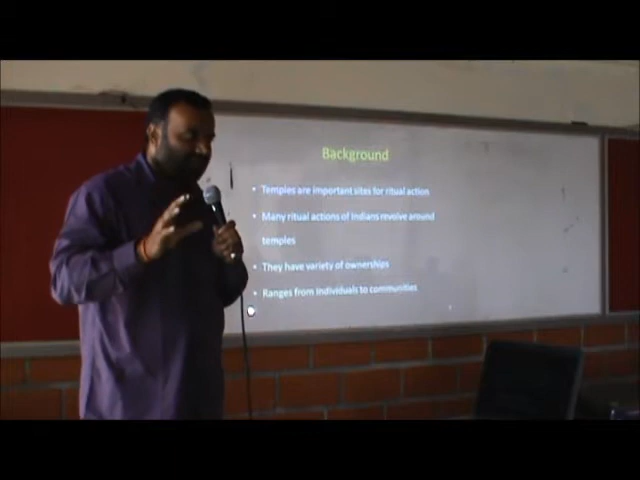 Background
• Temples are important sites for ritual action
• Many ritual actions of Indians revolve around
temples
• They have variety of ownerships
• Ranges from individuals to communities